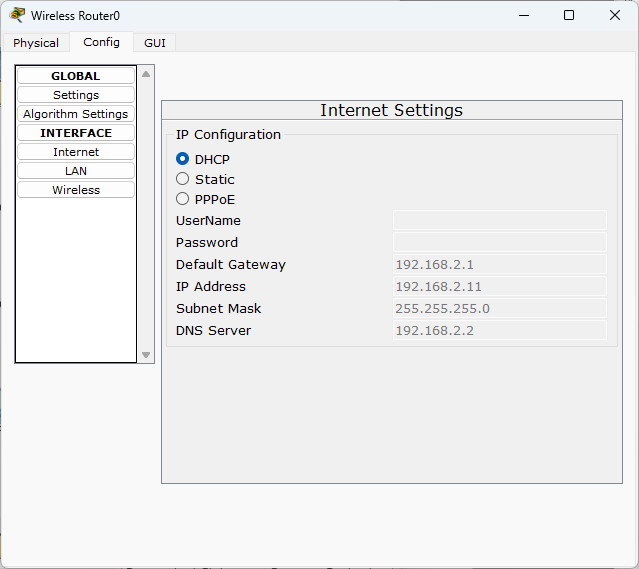 Wireless Router0
Physical Config GUI
GLOBAL
Settings
Algorithm Settings
INTERFACE
Internet
LAN
Wireless
Internet Settings
IP Configuration
DHCP
Static
PPPoE
UserName
Password
Default Gateway 192.168.2.1
IP Address 192.168.2.11
Subnet Mask 255.255.255.0
DNS Server 192.168.2.2